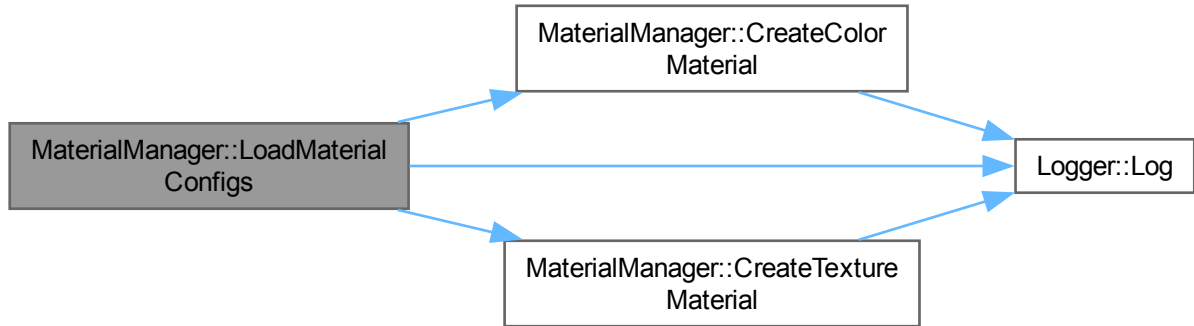 MaterialManager::CreateColor
Material
MaterialManager::LoadMaterial
Configs
Logger::Log
MaterialManager::CreateTexture
Material